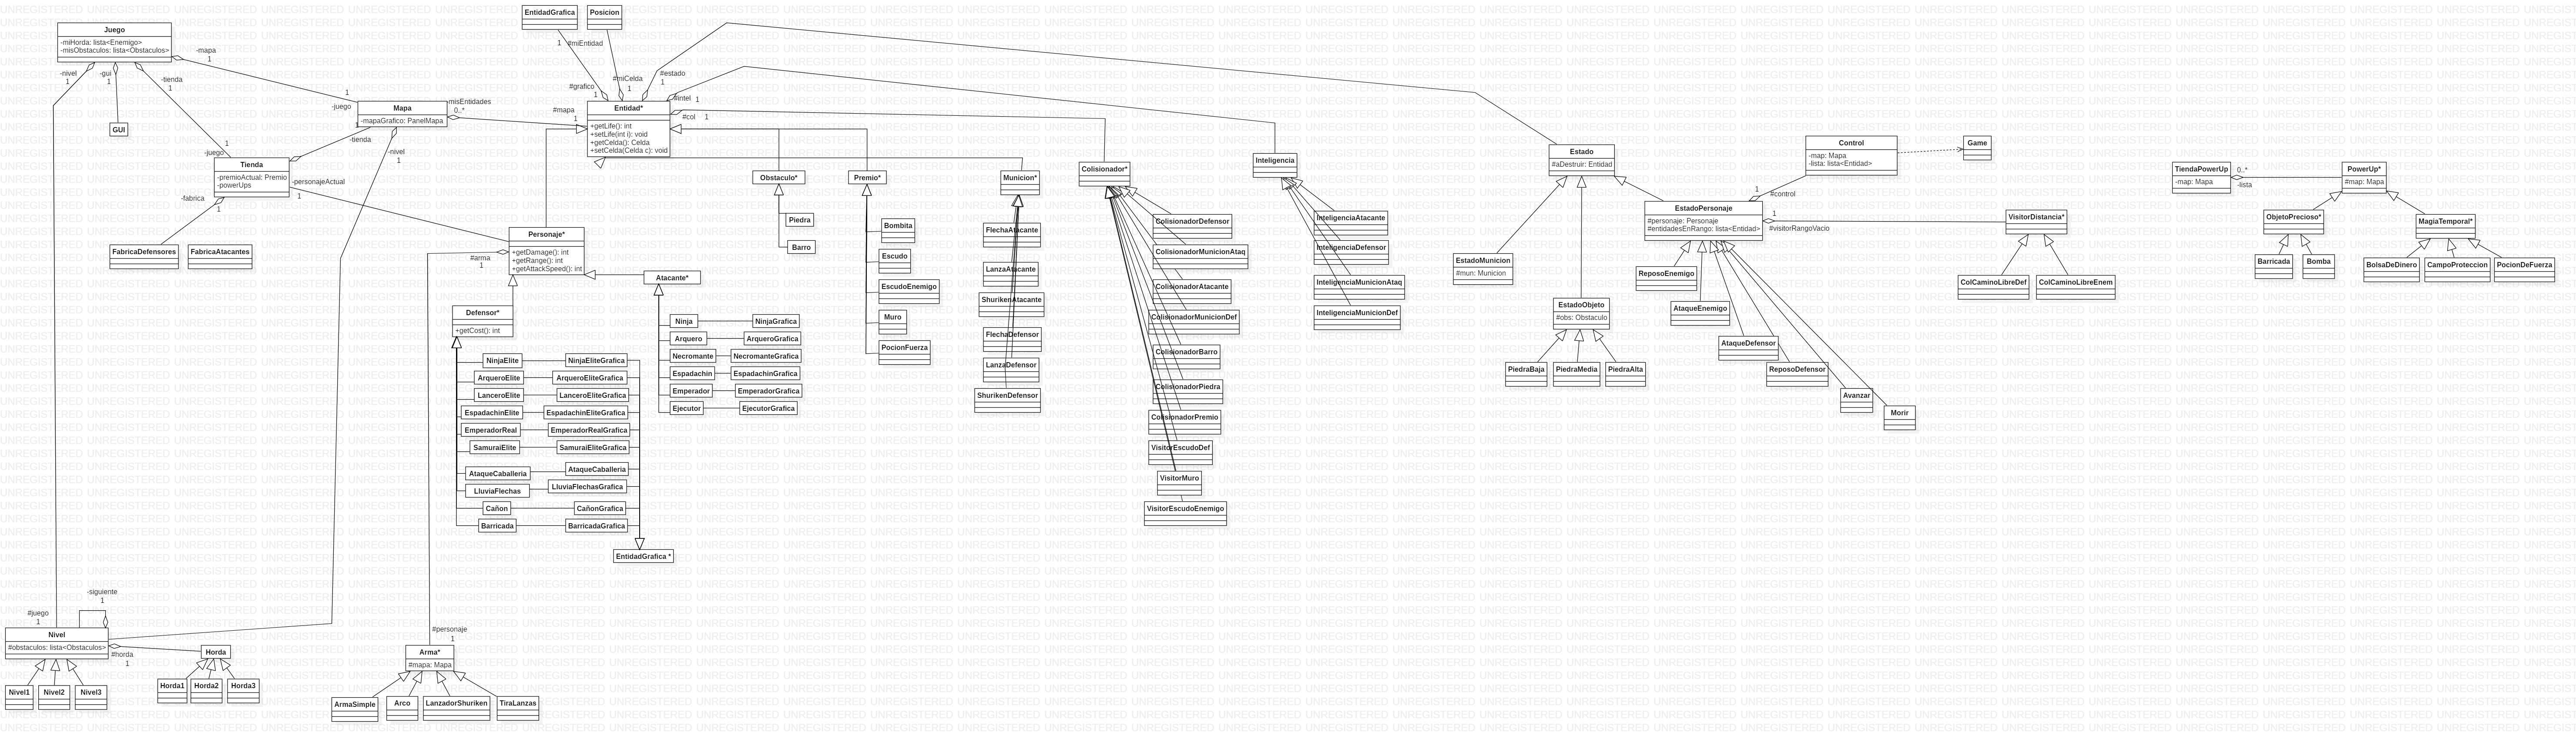 EntidadGrafica
Posicion
Juego
-miHorda: lista<Enemigo>
-misObstaculos: lista<Obstaculos>
-mapa
1
-nivel
1
-gui
1
-tienda
1
1
#miEntidad
#grafico
1
#miCelda
1
#estado
1
#intel
1
#col
1
#mapa
1
1
-juego
Mapa
-mapaGrafico: PanelMapa
-misEntidades
0..*
Entidad*
+getLife(): int
+setLife(int i): void
+getCelda(): Celda
+setCelda(Celda c): void
GUI
1
-tienda
-nivel
1
1
-juego
Tienda
-premioActual: Premio
-powerUps
-personajeActual
1
-fabrica
1
FabricaDefensores
FabricaAtacantes
Personaje*
+getDamage(): int
+getRange(): int
+getAttackSpeed(): int
#arma
1
Atacante*
Defensor*
+getCost(): int
NinjaElite
NinjaEliteGrafica
ArqueroElite
ArqueroEliteGrafica
LanceroElite
LanceroEliteGrafica
EspadachinElite
EspadachinEliteGrafica
EmperadorReal
EmperadorRealGrafica
SamuraiElite
SamuraiEliteGrafica
AtaqueCaballeria
AtaqueCaballeria
LluviaFlechas
LluviaFlechasGrafica
Cañon
CañonGrafica
Barricada
BarricadaGrafica
EntidadGrafica *
Ninja
NinjaGrafica
Arquero
ArqueroGrafica
Necromante
NecromanteGrafica
Espadachin
EspadachinGrafica
Emperador
EmperadorGrafica
Ejecutor
EjecutorGrafica
Obstaculo*
Piedra
Barro
Premio*
Bombita
Escudo
EscudoEnemigo
Muro
PocionFuerza
Municion*
FlechaAtacante
LanzaAtacante
ShurikenAtacante
FlechaDefensor
LanzaDefensor
ShurikenDefensor
Colisionador*
ColisionadorDefensor
ColisionadorMunicionAtaq
ColisionadorAtacante
ColisionadorMunicionDef
ColisionadorBarro
ColisionadorPiedra
ColisionadorPremio
VisitorEscudoDef
VisitorMuro
VisitorEscudoEnemigo
Inteligencia
InteligenciaAtacante
InteligenciaDefensor
InteligenciaMunicionAtaq
InteligenciaMunicionDef
Estado
#aDestruir: Entidad
EstadoMunicion
#mun: Municion
EstadoObjeto
#obs: Obstaculo
PiedraBaja
PiedraMedia
PiedraAlta
EstadoPersonaje
#personaje: Personaje
#entidadesEnRango: lista<Entidad>
1
#control
1
#visitorRangoVacio
ReposoEnemigo
AtaqueEnemigo
AtaqueDefensor
ReposoDefensor
Avanzar
Morir
Control
-map: Mapa
-lista: lista<Entidad>
Game
VisitorDistancia*
ColCaminoLibreDef
ColCaminoLibreEnem
TiendaPowerUp
-map: Mapa
0..*
-lista
PowerUp*
#map: Mapa
ObjetoPrecioso*
MagiaTemporal*
Barricada
Bomba
BolsaDeDinero
CampoProteccion
PocionDeFuerza
-siguiente
1
#juego
1
Nivel
#obstaculos: lista<Obstaculos>
#horda
1
Horda
Nivel1
Nivel2
Nivel3
Horda1
Horda2
Horda3
#personaje
1
Arma*
#mapa: Mapa
ArmaSimple
Arco
LanzadorShuriken
TiraLanzas
UNREGISTERED